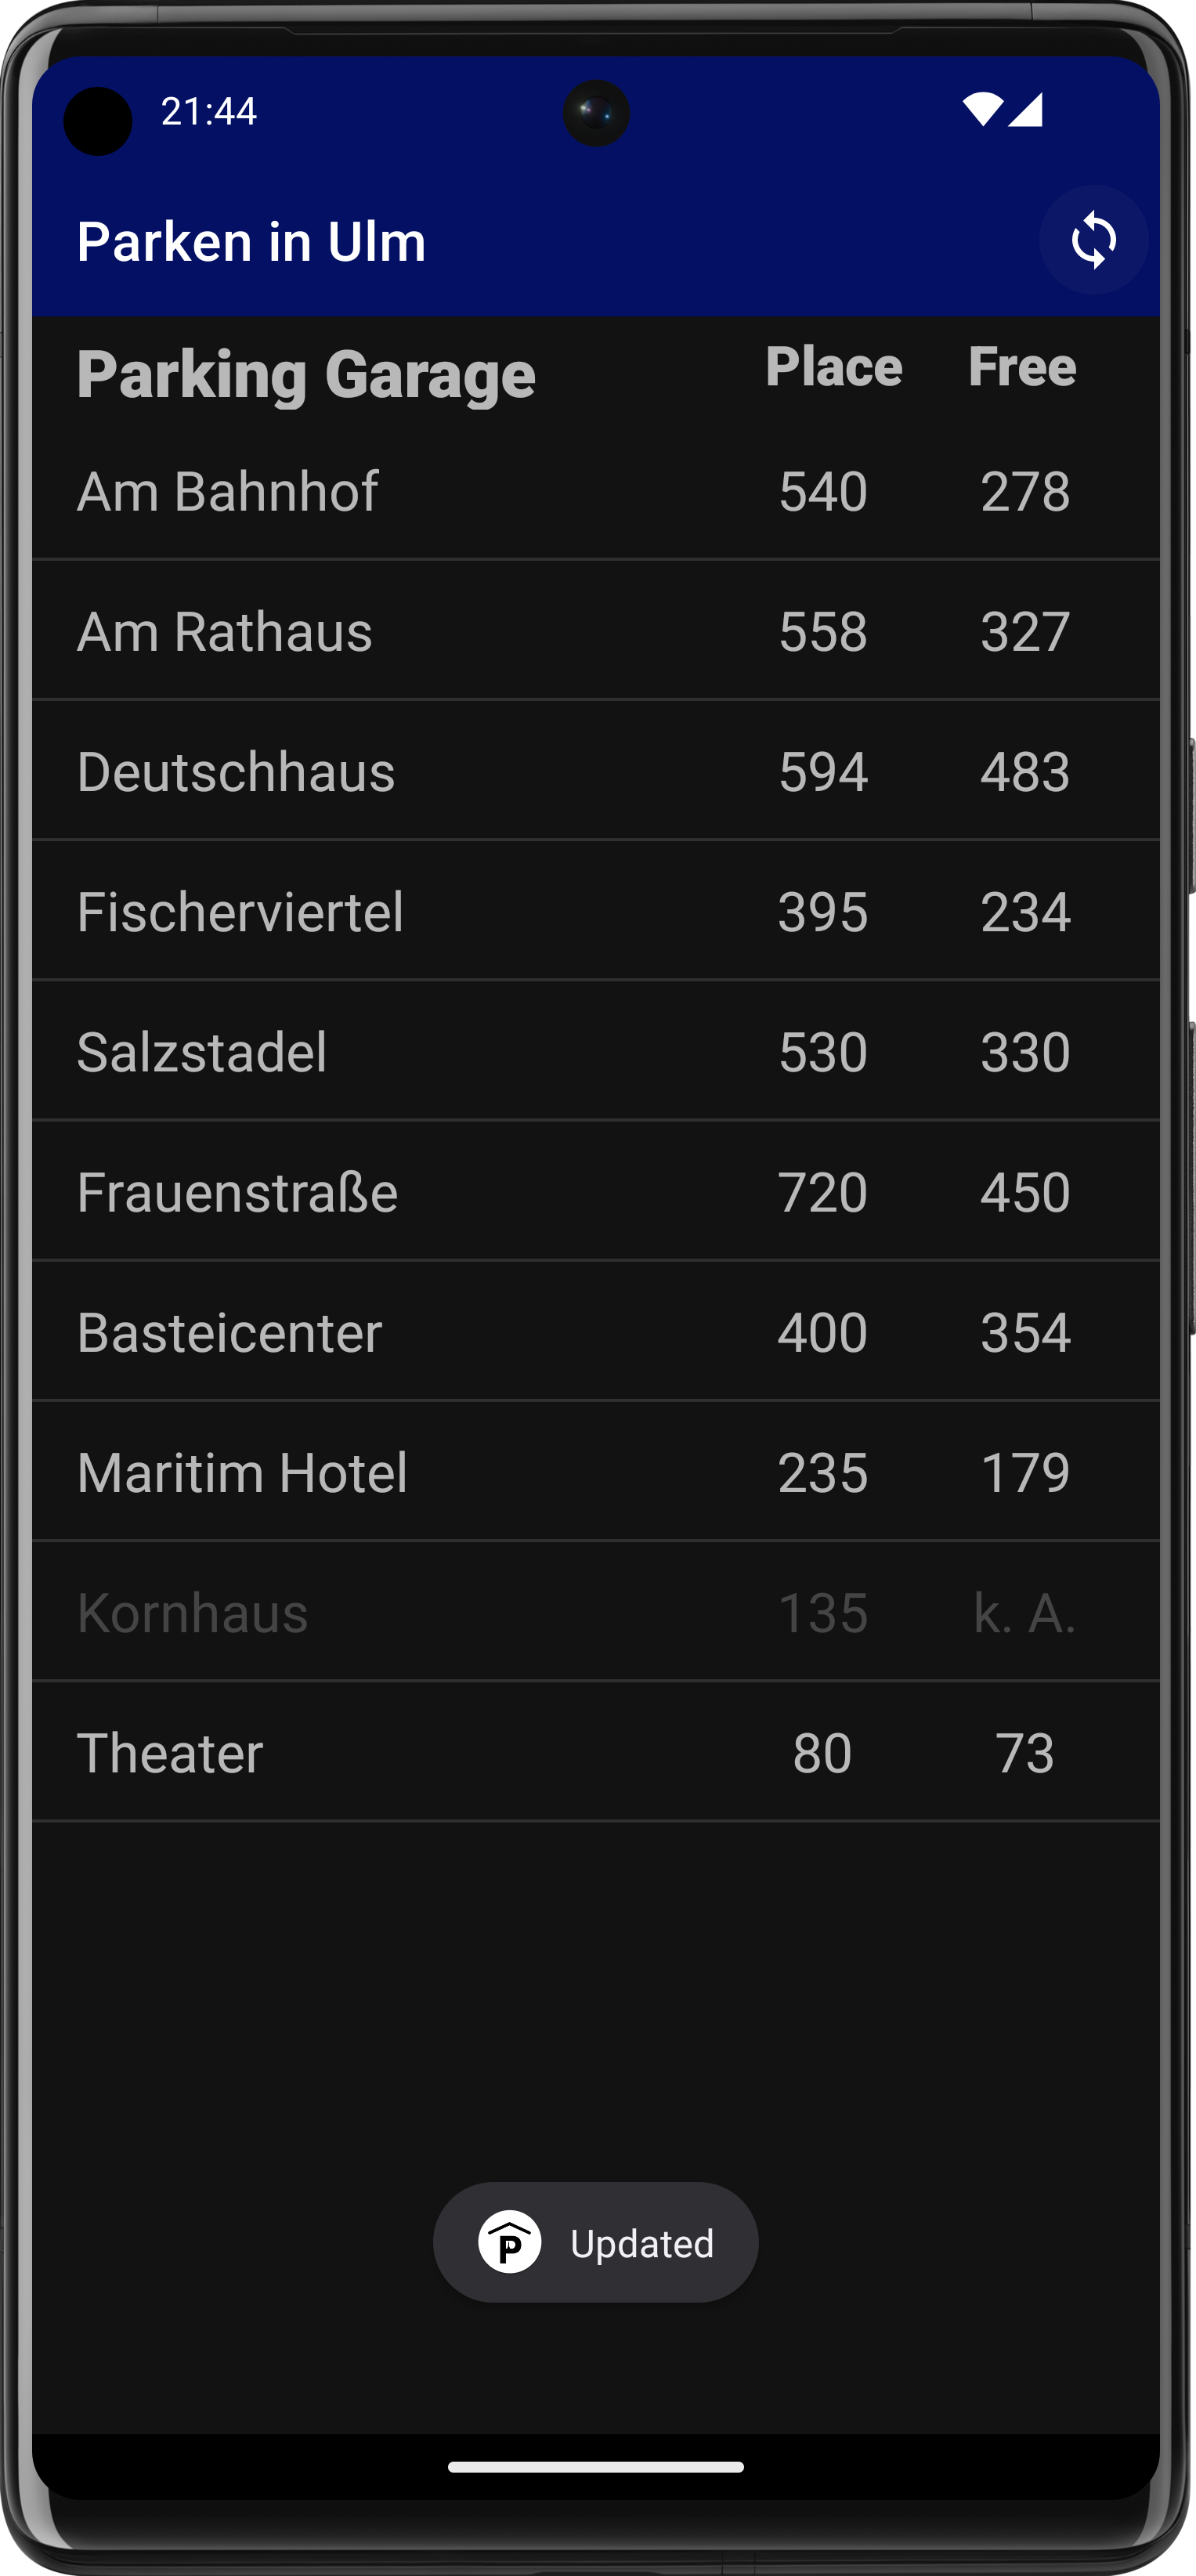 21:44
Parken in Ulm
Parking Garage Place Free
Am Bahnhof 540 278
Am Rathaus 558 327
Deutschhaus 594 483
Fischerviertel 395 234
Salzstadel 530 330
Frauenstraße 720 450
Basteicenter 400 354
Maritim Hotel 235 179
Kornhaus 135 k. A.
Theater 80 73
P Updated